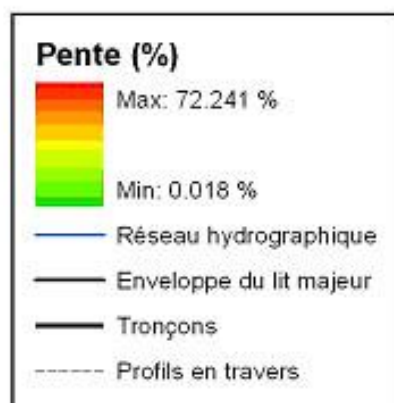 Pente (%)
Max: 72.241 %
Min: 0.018 %
Réseau hydrographique
Enveloppe du lit majeur
Tronçons
Profils en travers